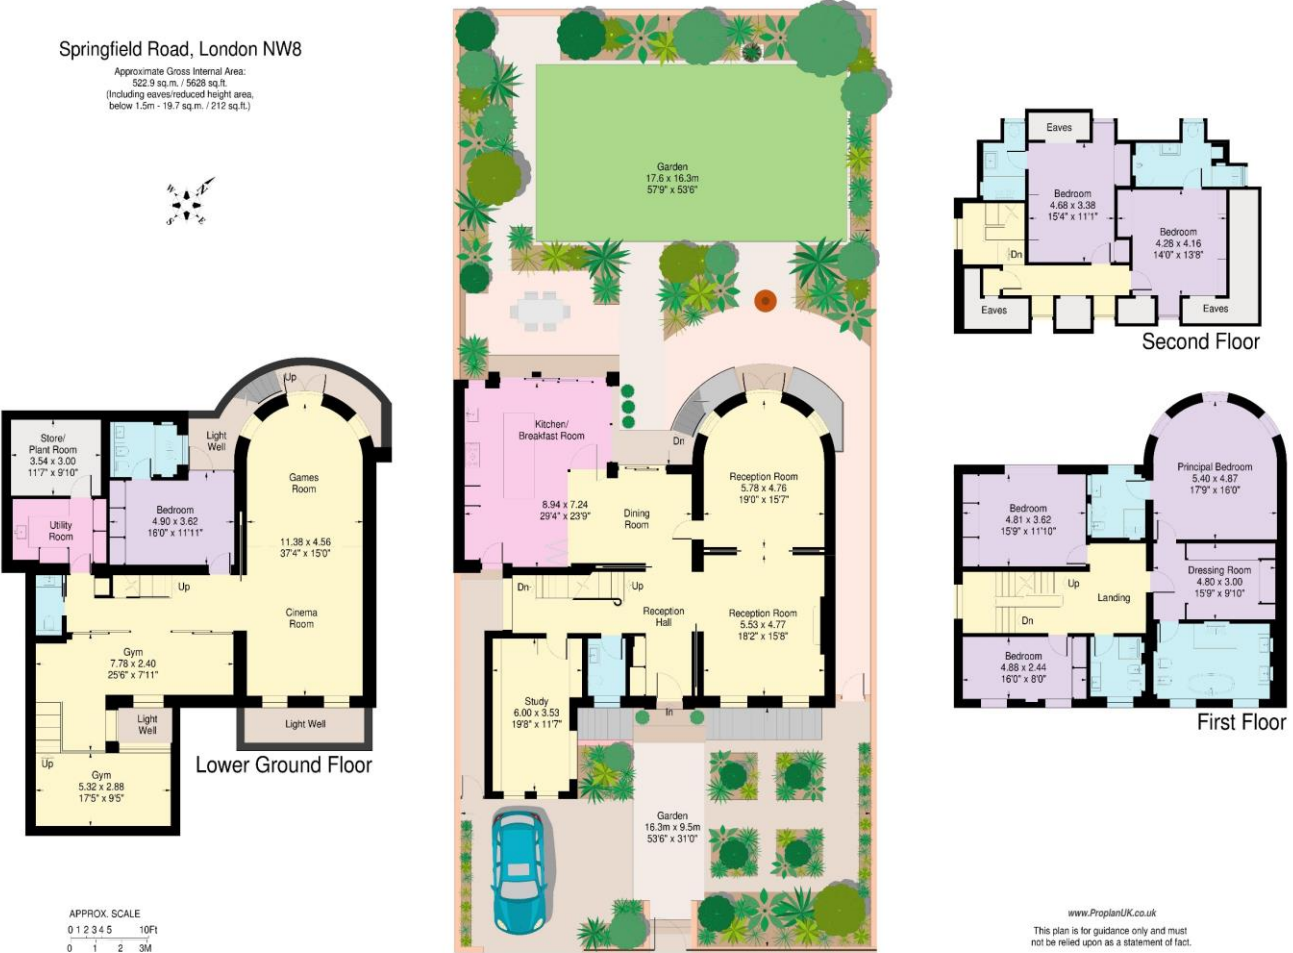 Springfield Road, London NW8
Approximate Gross Internal Area:
522.9 sq.m. / 5628 sq.ft.
(Including eaves/reduced height area,
below 1.5m - 19.7 sq.m. / 212 sq.ft.)
N
E
S
W
Up
Store/
Plant Room
3.54 x 3.00
11'7" x 9'10"
Light
Well
Games
Room
Bedroom
4.90 x 3.62
16'0" x 11'11"
Utility
Room
11.38 x 4.56
37'4" x 15'0"
Up
Cinema
Room
Gym
7.78 x 2.40
25'6" x 7'11"
Light
Well
Light Well
Up
Gym
5.32 x 2.88
17'5" x 9'5"
Lower Ground Floor
APPROX. SCALE
0 1 2 3 4 5 10Ft
0 1 2 3M
Garden
17.6 x 16.3m
57'9" x 53'6"
Kitchen/
Breakfast Room
Dn
Reception Room
5.78 x 4.76
19'0" x 15'7"
8.94 x 7.24
29'4" x 23'9"
Dining
Room
Dn
Up
Reception
Hall
Reception Room
5.53 x 4.77
18'2" x 15'8"
Study
6.00 x 3.53
19'8" x 11'7"
In
Garden
16.3m x 9.5m
53'6" x 31'0"
Eaves
Bedroom
4.68 x 3.38
15'4" x 11'1"
Bedroom
4.28 x 4.16
14'0" x 13'8"
Dn
Eaves
Eaves
Second Floor
Principal Bedroom
5.40 x 4.87
17'9" x 16'0"
Bedroom
4.81 x 3.62
15'9" x 11'10"
Dressing Room
4.80 x 3.00
15'9" x 9'10"
Up
Landing
Dn
Bedroom
4.88 x 2.44
16'0" x 8'0"
First Floor
www.ProplanUK.co.uk
This plan is for guidance only and must
not be relied upon as a statement of fact.